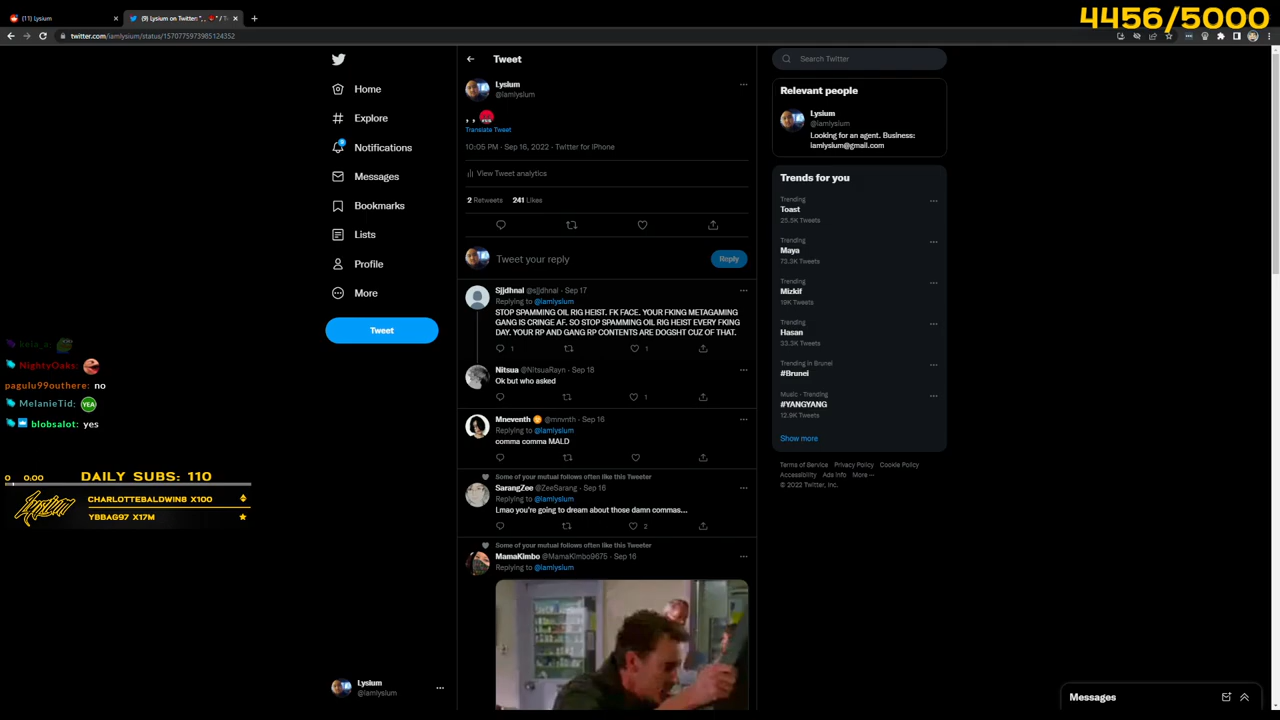 (11) Lysium
(9) Lysium on Twitter: ", ,
4456/5000
twitter.com/iamlysium/status/1570775973985124352
Home
Explore
Notifications
Messages
Bookmarks
Lists
Profile
More
Tweet
Tweet
Lysium
@iamlysium
, ,
Translate Tweet
10:05 PM · Sep 16, 2022 · Twitter for iPhone
View Tweet analytics
2 Retweets 241 Likes
Tweet your reply
Reply
Sjjdhnal @sjjdhnal · Sep 17
Replying to @iamlysium
STOP SPAMMING OIL RIG HEIST. FK FACE. YOUR FKING METAGAMING
GANG IS CRINGE AF. SO STOP SPAMMING OIL RIG HEIST EVERY FKING
DAY. YOUR RP AND GANG RP CONTENTS ARE DOGSHT CUZ OF THAT.
1 1
Nitsua @NitsuaRayn · Sep 18
Ok but who asked
1
Mneventh @mnvnth · Sep 16
Replying to @iamlysium
comma comma MALD
Some of your mutual follows often like this Tweeter
SarangZee @ZeeSarang · Sep 16
Replying to @iamlysium
Lmao you're going to dream about those damn commas...
2
Some of your mutual follows often like this Tweeter
MamaKimbo @MamaKimbo9675 · Sep 16
Replying to @iamlysium
Search Twitter
Relevant people
Lysium
@iamlysium
Looking for an agent. Business:
iamlysium@gmail.com
Trends for you
Trending
Toast
23.5K Tweets
Trending
Maya
73.3K Tweets
Trending
Mizkif
19K Tweets
Trending
Hasan
33.3K Tweets
Trending in Brunei
#Brunei
Music · Trending
#YANGYANG
12.9K Tweets
Show more
Terms of Service Privacy Policy Cookie Policy
Accessibility Ads info More ···
© 2022 Twitter, Inc.
kela_a:
NightyOaks:
pagulu99outhere: no
MelanieTid: YEA
blobsalot: yes
0 0.00 DAILY SUBS: 110
CHARLOTTEBALDWIN8 X100
YBBAG97 X17M
Lysium
@iamlysium
Messages